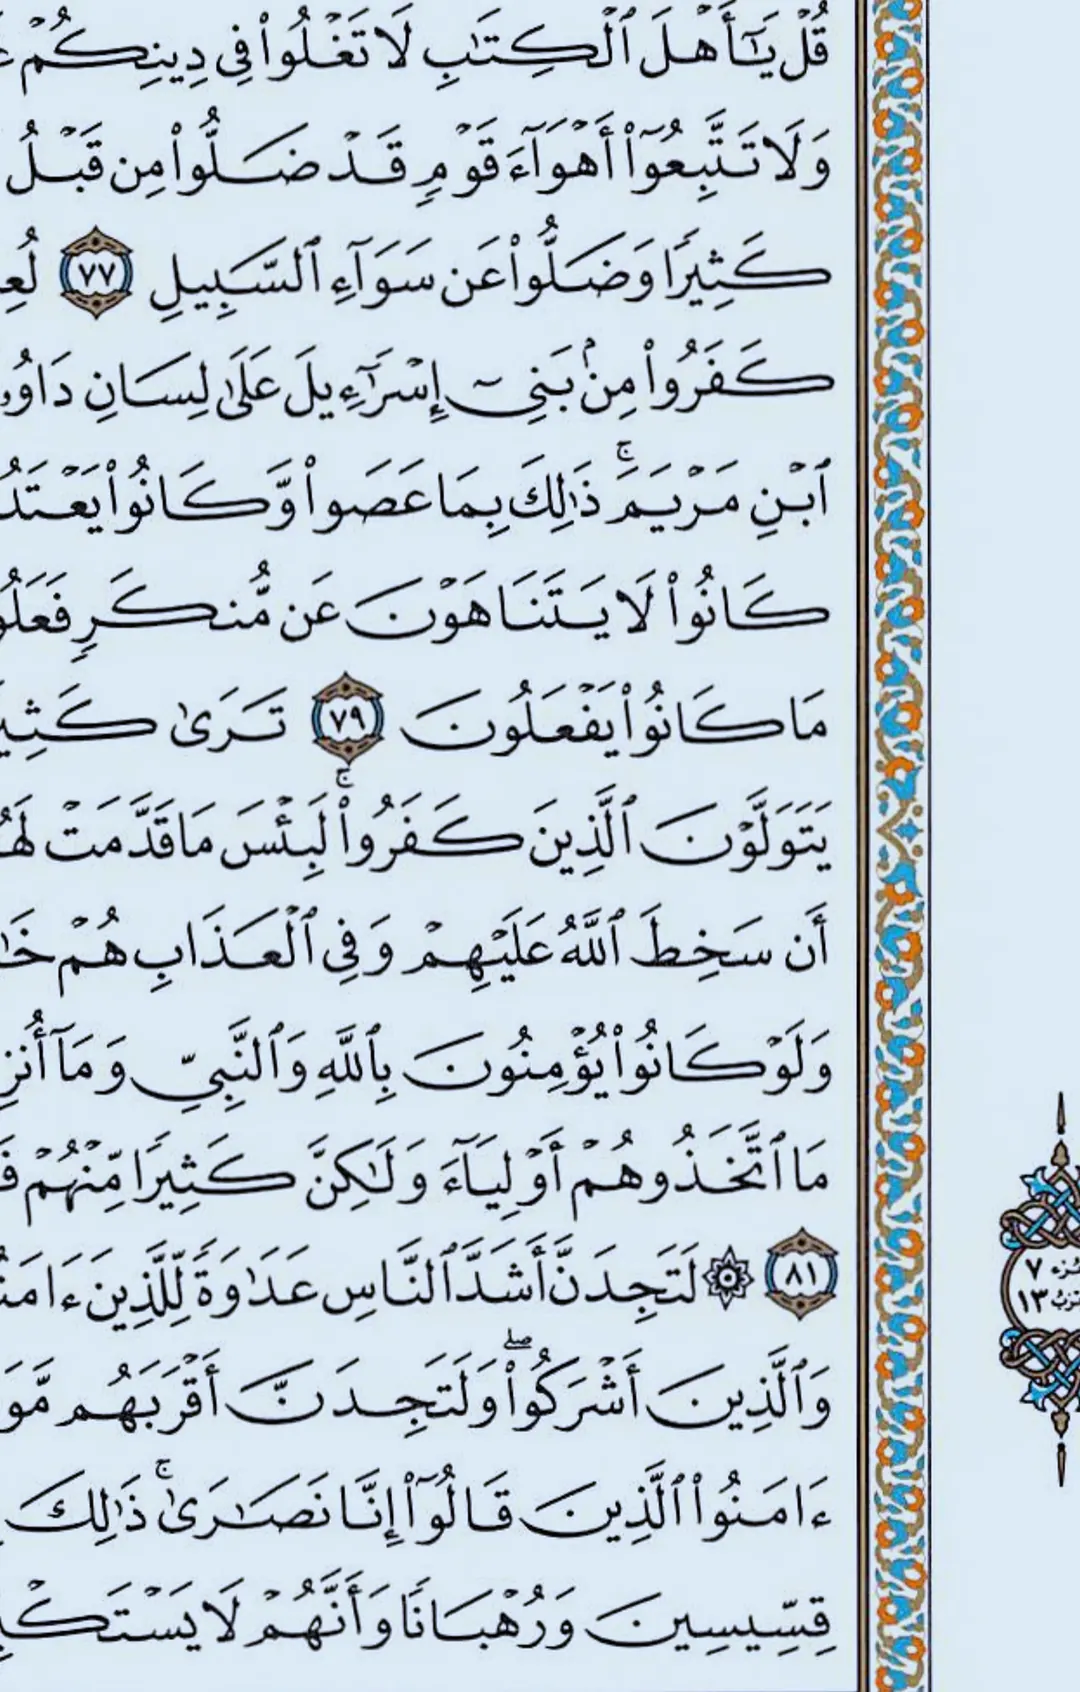 قُلْ يَـٰٓأَهْلَ ٱلْكِتَـٰبِ لَا تَغْلُوا۟ فِى دِينِكُمْ
وَلَا تَتَّبِعُوٓا۟ أَهْوَآءَ قَوْمٍ قَدْ ضَلُّوا۟ مِن قَبْلُ
كَثِيرًا وَضَلُّوا۟ عَن سَوَآءِ ٱلسَّبِيلِ ٧٧
كَفَرُوا۟ مِنۢ بَنِىٓ إِسْرَٰٓءِيلَ عَلَىٰ لِسَانِ
ٱبْنِ مَرْيَمَ ۚ ذَٰلِكَ بِمَا عَصَوا۟ وَّكَانُوا۟
كَانُوا۟ لَا يَتَنَاهَوْنَ عَن مُّنكَرٍ
مَا كَانُوا۟ يَفْعَلُونَ ٧٩ تَرَىٰ
يَتَوَلَّوْنَ ٱلَّذِينَ كَفَرُوا۟ ۚ لَبِئْسَ مَا قَدَّمَتْ
أَن سَخِطَ ٱللَّهُ عَلَيْهِمْ وَفِى ٱلْعَذَابِ هُمْ
وَلَوْ كَانُوا۟ يُؤْمِنُونَ بِٱللَّهِ وَٱلنَّبِىِّ وَمَآ
مَا ٱتَّخَذُوهُمْ أَوْلِيَآءَ وَلَـٰكِنَّ كَثِيرًا مِّنْهُمْ
٨١ ۞ لَتَجِدَنَّ أَشَدَّ ٱلنَّاسِ عَدَٰوَةً لِّلَّذِينَ
وَٱلَّذِينَ أَشْرَكُوا۟ ۖ وَلَتَجِدَنَّ أَقْرَبَهُم
ءَامَنُوا۟ ٱلَّذِينَ قَالُوٓا۟ إِنَّا نَصَـٰرَىٰ ۚ ذَٰلِكَ
قِسِّيسِينَ وَرُهْبَانًا وَأَنَّهُمْ لَا
٧
١٣